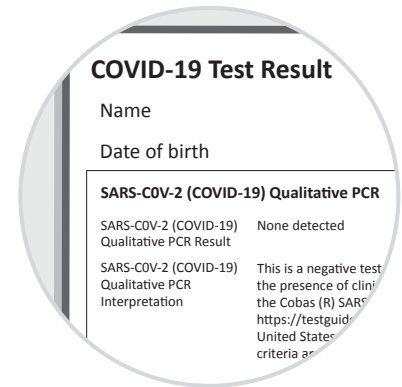 COVID-19 Test Result
Name
Date of birth
SARS-C0V-2 (COVID-19) Qualitative PCR
SARS-C0V-2 (COVID-19) None detected
Qualitative PCR Result
SARS-C0V-2 (COVID-19) This is a negative test
Qualitative PCR the presence of
Interpretation the Cobas (R)
United States
criteria